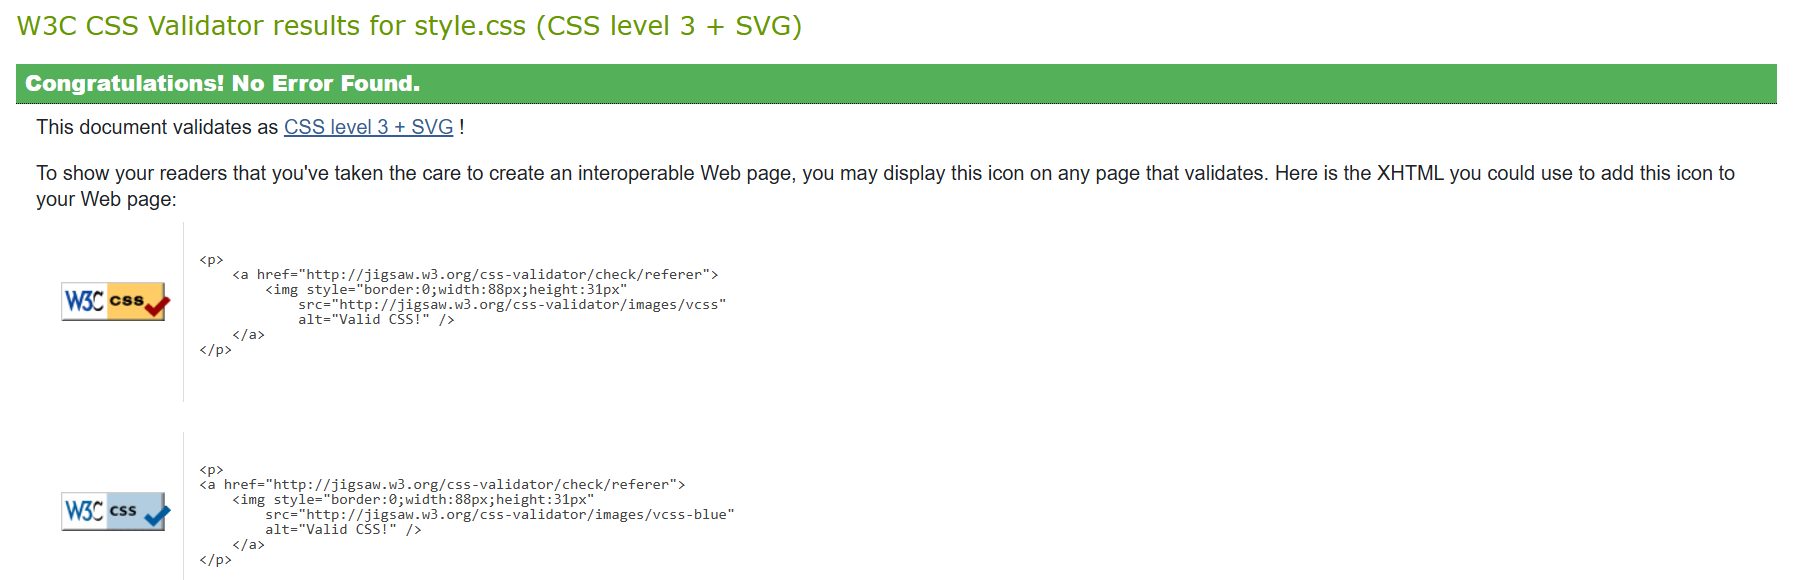 W3C CSS Validator results for style.css (CSS level 3 + SVG)
Congratulations! No Error Found.
This document validates as CSS level 3 + SVG !
To show your readers that you've taken the care to create an interoperable Web page, you may display this icon on any page that validates. Here is the XHTML you could use to add this icon to
your Web page:
<p>
<a href="http://jigsaw.w3.org/css-validator/check/referer">
<img style="border:0;width:88px;height:31px"
src="http://jigsaw.w3.org/css-validator/images/vcss"
alt="Valid CSS!" />
</a>
</p>
W3C css
<p>
<a href="http://jigsaw.w3.org/css-validator/check/referer">
<img style="border:0;width:88px;height:31px"
src="http://jigsaw.w3.org/css-validator/images/vcss-blue"
alt="Valid CSS!" />
</a>
</p>
W3C css